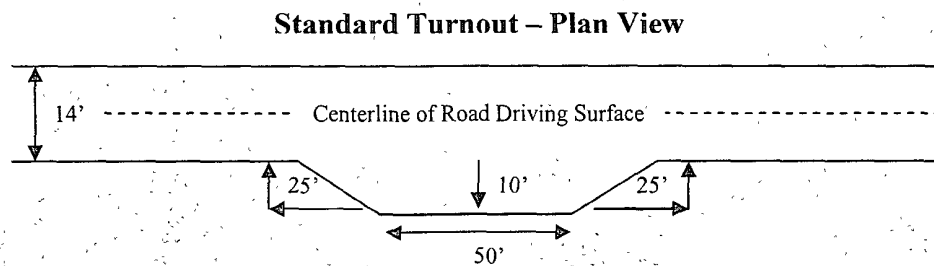 Standard Turnout – Plan View
14'
Centerline of Road Driving Surface
25'
10'
25'
50'